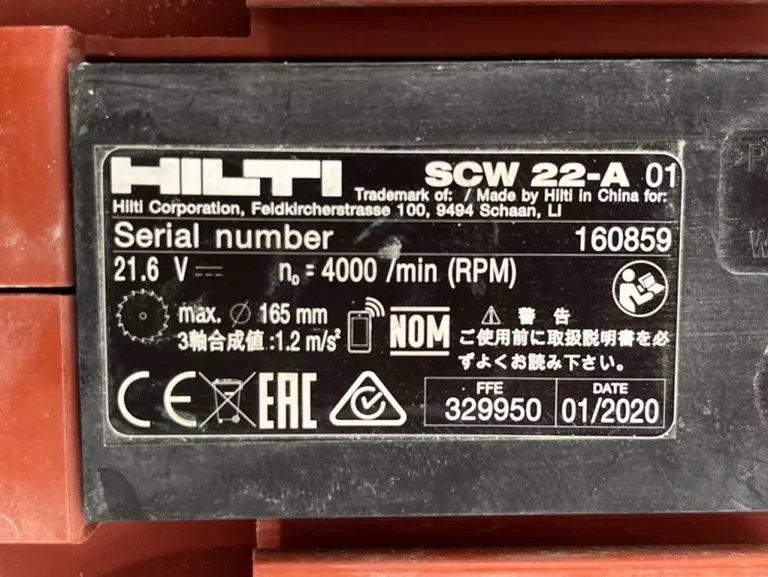 HILTI SCW 22-A 01
Trademark of: / Made by Hilti in China for:
Hilti Corporation, Feldkircherstrasse 100, 9494 Schaan, LI
Serial number 160859
21.6 V n₀ = 4000 /min (RPM)
max. Ø 165 mm
3軸合成値:1.2 m/s²
NOM
⚠ 警 告
ご使用前に取扱説明書を必
ずよくお読み下さい。
CE EAC
FFE DATE
329950 01/2020